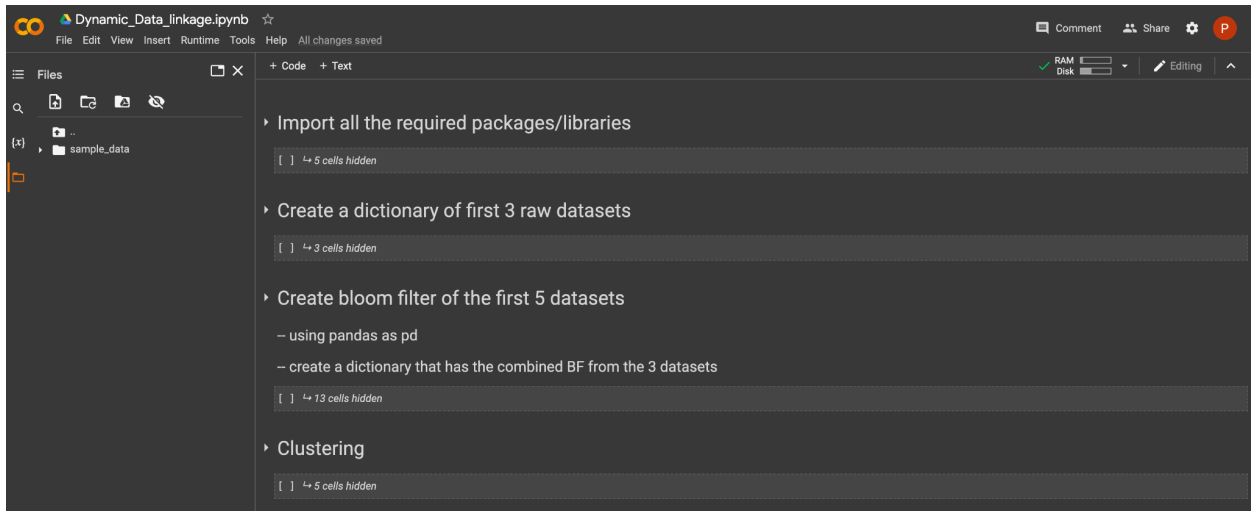 Dynamic_Data_linkage.ipynb
File Edit View Insert Runtime Tools Help All changes saved
Comment Share P
Files
+ Code + Text
RAM
Disk
Editing
{x}
..
sample_data
Import all the required packages/libraries
[ ] ↳ 5 cells hidden
Create a dictionary of first 3 raw datasets
[ ] ↳ 3 cells hidden
Create bloom filter of the first 5 datasets
-- using pandas as pd
-- create a dictionary that has the combined BF from the 3 datasets
[ ] ↳ 13 cells hidden
Clustering
[ ] ↳ 5 cells hidden